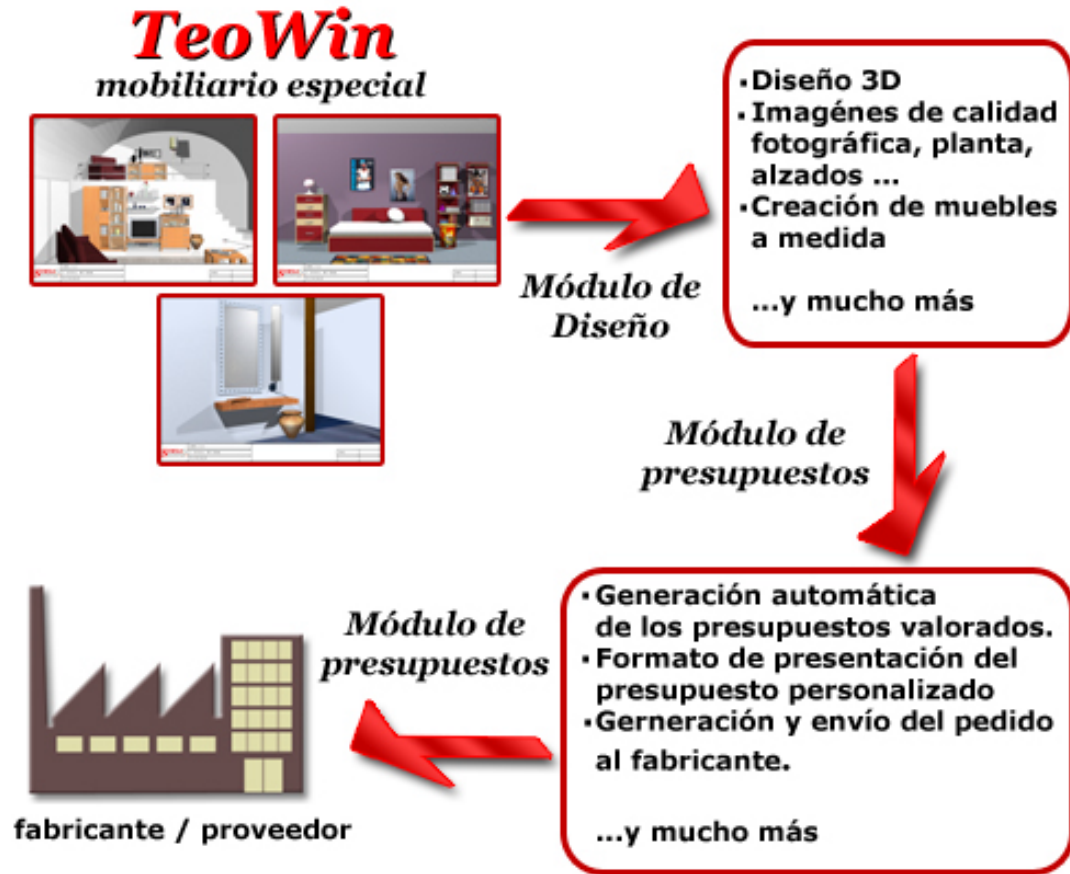 TeoWin
mobiliario especial
▪Diseño 3D
▪Imagénes de calidad
fotográfica, planta,
alzados ...
▪Creación de muebles
a medida
...y mucho más
Módulo de
Diseño
Módulo de
presupuestos
▪Generación automática
de los presupuestos valorados.
▪Formato de presentación del
presupuesto personalizado
▪Gerneración y envío del pedido
al fabricante.
...y mucho más
Módulo de
presupuestos
fabricante / proveedor